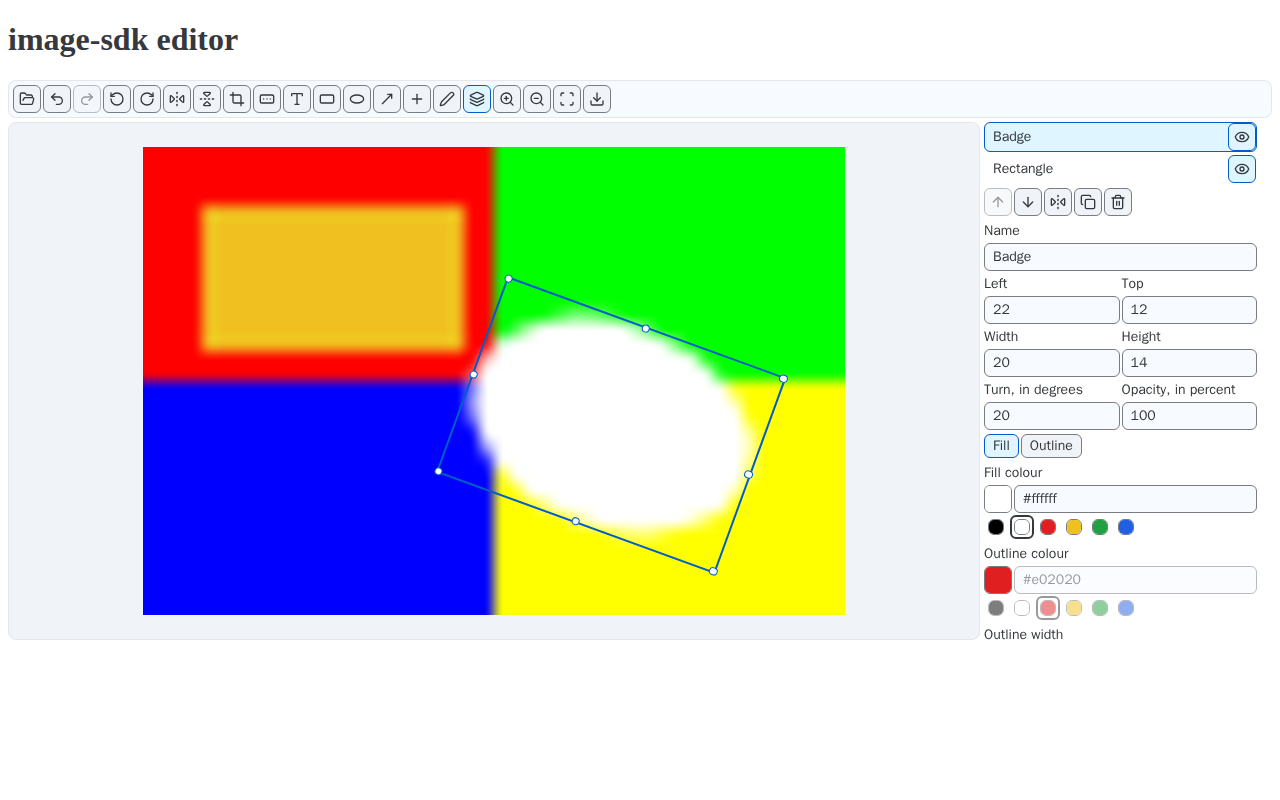 image-sdk editor
Badge
Rectangle
Name
Badge
Left Top
22 12
Width Height
20 14
Turn, in degrees Opacity, in percent
20 100
Fill Outline
Fill colour
#ffffff
Outline colour
#e02020
Outline width